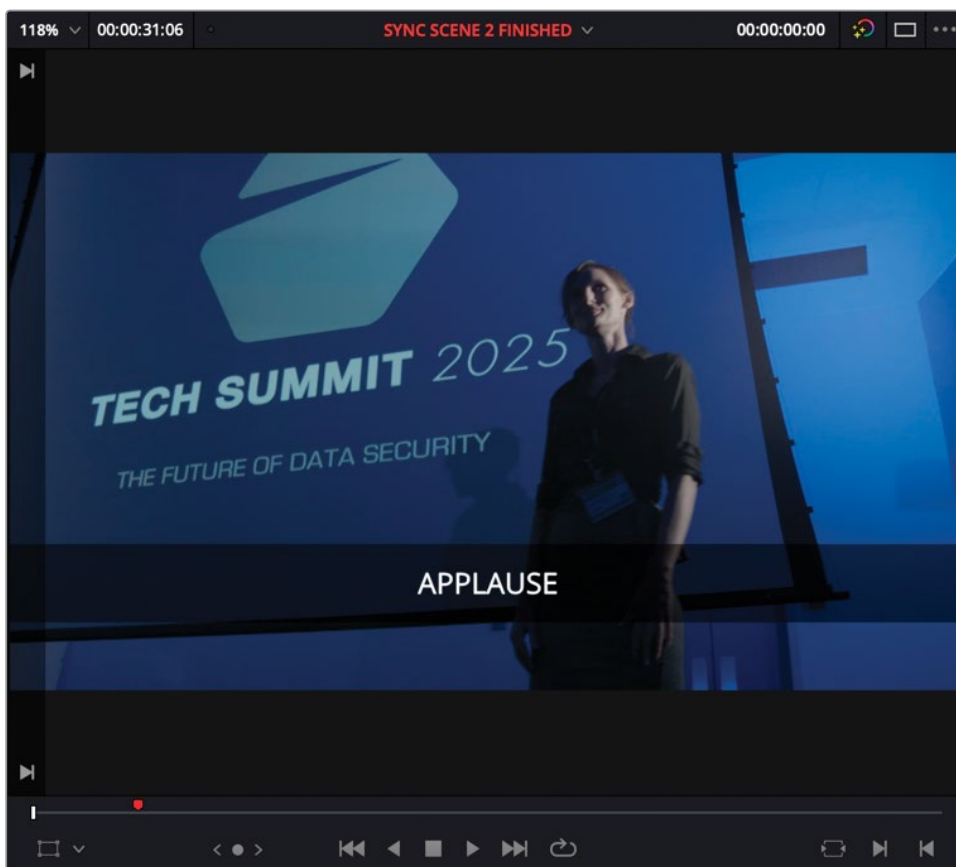 118% 00:00:31:06 SYNC SCENE 2 FINISHED 00:00:00:00
TECH SUMMIT 2025
THE FUTURE OF DATA SECURITY
APPLAUSE